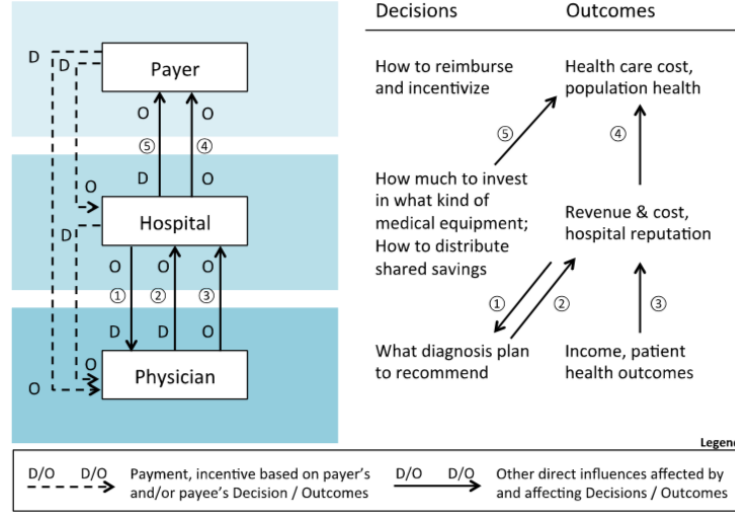 Decisions Outcomes
D
D
Payer
How to reimburse
and incentivize
Health care cost,
population health
O O
⑤ ④
D O
⑤ ④
O
D
Hospital
How much to invest
in what kind of
medical equipment;
How to distribute
shared savings
Revenue & cost,
hospital reputation
O O O
① ② ③
D D O
① ② ③
O
O
Physician
What diagnosis plan
to recommend
Income, patient
health outcomes
Legend
D/O D/O
Payment, incentive based on payer's
and/or payee's Decision / Outcomes
D/O D/O
Other direct influences affected by
and affecting Decisions / Outcomes